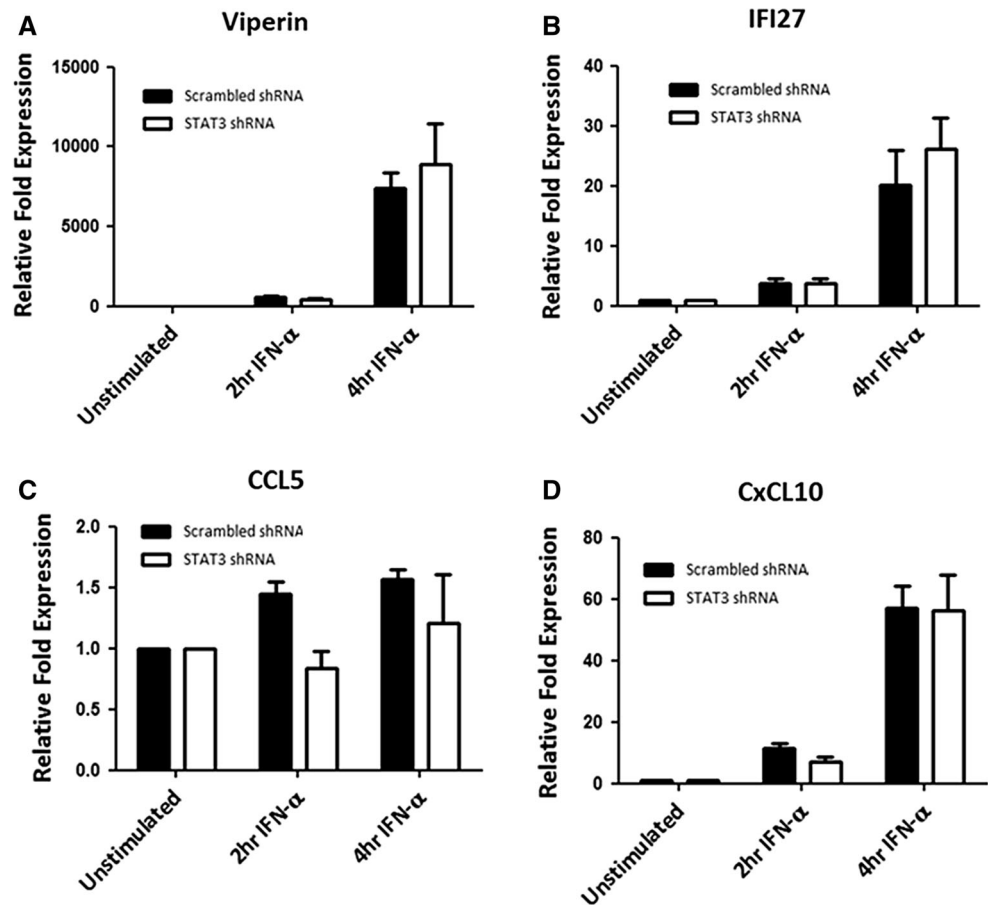 A
Viperin
Relative Fold Expression
15000
10000
5000
0
Scrambled shRNA
STAT3 shRNA
Unstimulated
2hr IFN-α
4hr IFN-α
B
IFI27
Relative Fold Expression
40
30
20
10
0
Scrambled shRNA
STAT3 shRNA
Unstimulated
2hr IFN-α
4hr IFN-α
C
CCL5
Relative Fold Expression
2.0
1.5
1.0
0.5
0.0
Scrambled shRNA
STAT3 shRNA
Unstimulated
2hr IFN-α
4hr IFN-α
D
CxCL10
Relative Fold Expression
80
60
40
20
0
Scrambled shRNA
STAT3 shRNA
Unstimulated
2hr IFN-α
4hr IFN-α